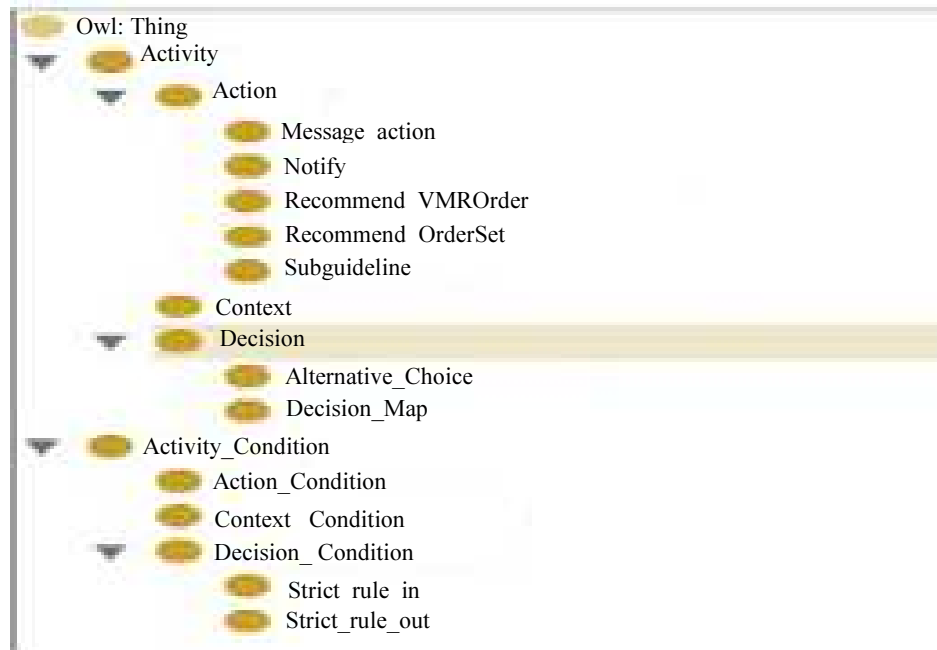 Owl: Thing
Activity
Action
Message action
Notify
Recommend VMROrder
Recommend OrderSet
Subguideline
Context
Decision
Alternative_Choice
Decision_Map
Activity_Condition
Action_Condition
Context Condition
Decision_ Condition
Strict rule in
Strict_rule_out